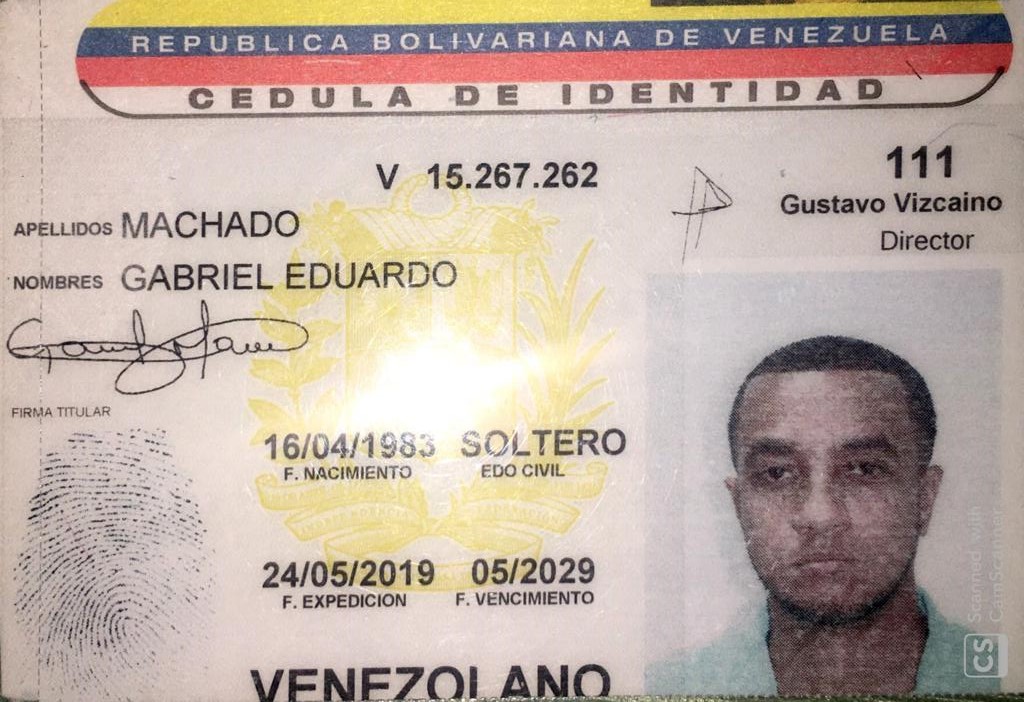 REPUBLICA BOLIVARIANA DE VENEZUELA
CEDULA DE IDENTIDAD
V 15.267.262
111
Gustavo Vizcaino
Director
APELLIDOS MACHADO
NOMBRES GABRIEL EDUARDO
FIRMA TITULAR
16/04/1983 SOLTERO
F. NACIMIENTO EDO CIVIL
24/05/2019 05/2029
F. EXPEDICION F. VENCIMIENTO
VENEZOLANO
CS Scanned with
CamScanner